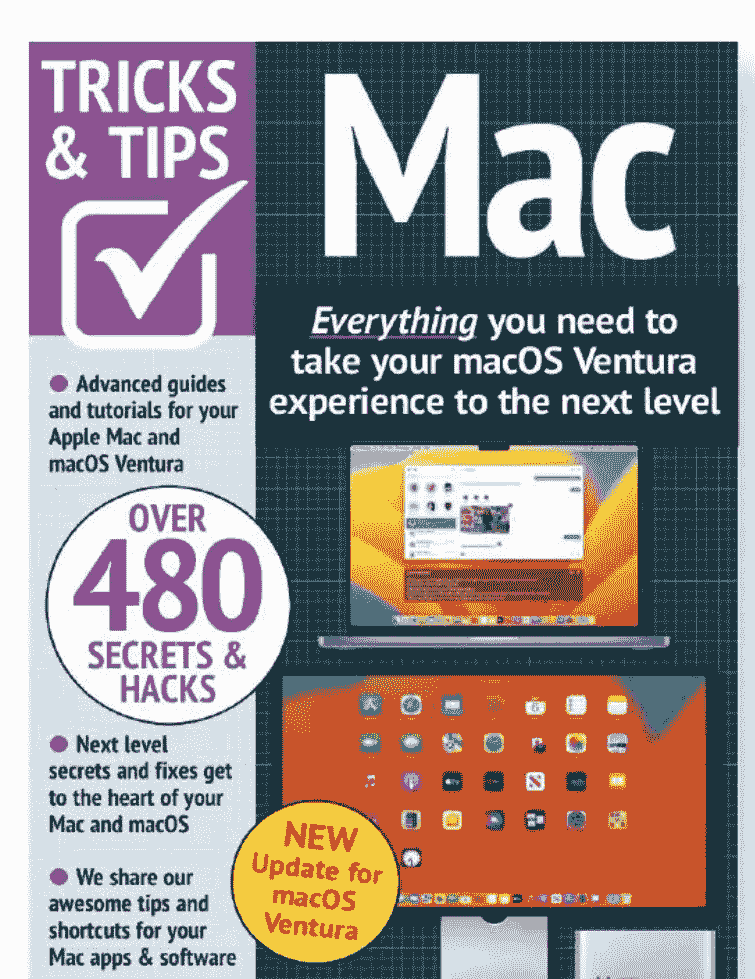 TRICKS
& TIPS
Mac
Everything you need to
take your macOS Ventura
experience to the next level
● Advanced guides
and tutorials for your
Apple Mac and
macOS Ventura
OVER
480
SECRETS &
HACKS
● Next level
secrets and fixes get
to the heart of your
Mac and macOS
● We share our
awesome tips and
shortcuts for your
Mac apps & software
NEW
Update for
macOS
Ventura